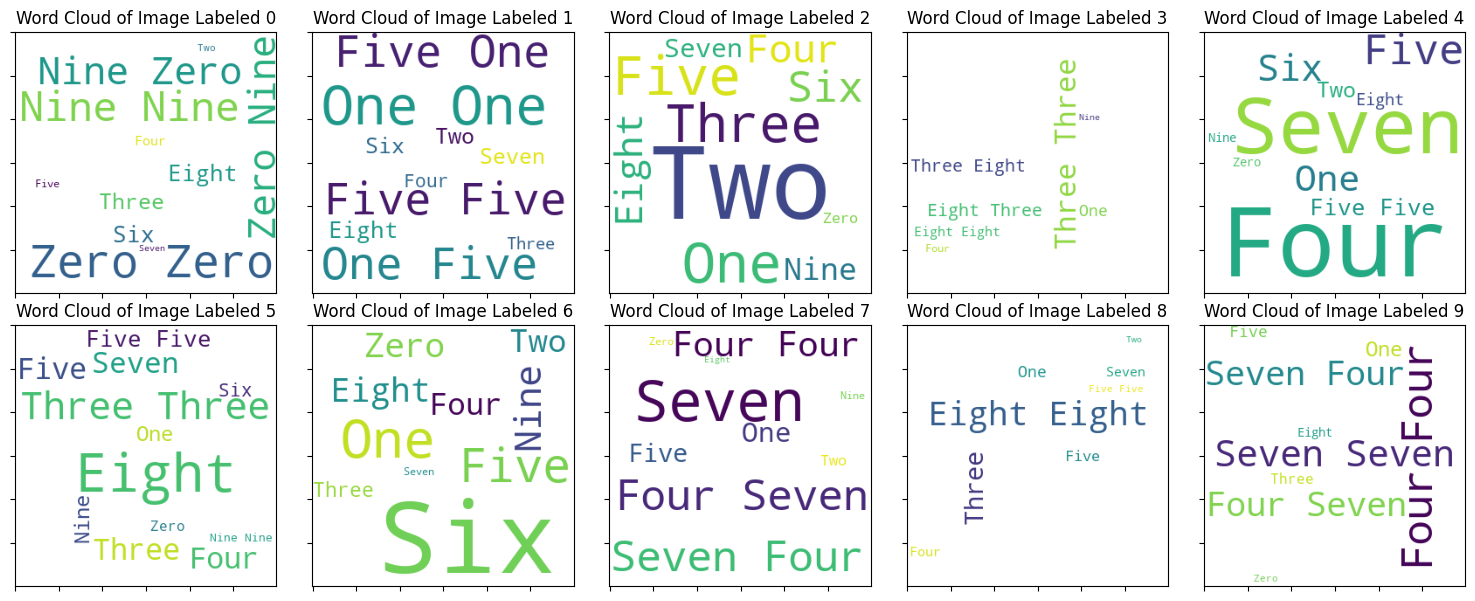 Word Cloud of Image Labeled 0
Two
Nine Zero
Nine Nine
Zero Nine
Four
Eight
Five
Three
Six
Seven
Zero Zero
Word Cloud of Image Labeled 1
Five One
One One
Two
Six
Seven
Four
Five Five
Eight
Three
One Five
Word Cloud of Image Labeled 2
Seven
Four
Five
Six
Three
Eight
Two
Zero
One
Nine
Word Cloud of Image Labeled 3
Three Three
Nine
Three Eight
Eight Three
One
Eight Eight
Four
Word Cloud of Image Labeled 4
Five
Six
Two
Eight
Seven
Nine
Zero
One
Five Five
Four
Word Cloud of Image Labeled 5
Five Five
Five
Seven
Six
Three Three
One
Eight
Nine
Zero
Nine Nine
Three
Four
Word Cloud of Image Labeled 6
Zero
Two
Eight
Four
Nine
One
Five
Seven
Three
Six
Word Cloud of Image Labeled 7
Zero
Four Four
Eight
Seven
Nine
One
Five
Two
Four Seven
Seven Four
Word Cloud of Image Labeled 8
Two
One
Seven
Five Five
Eight Eight
Three
Five
Four
Word Cloud of Image Labeled 9
Five
One
Seven Four
Four Four
Eight
Seven Seven
Three
Four Seven
Zero